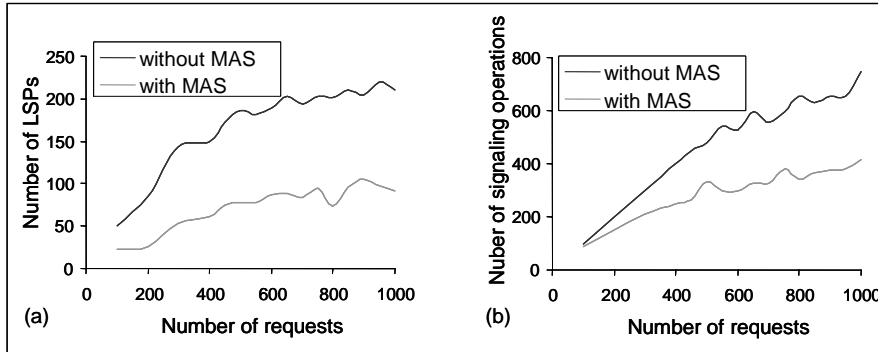 250
200
150
100
50
0
Number of LSPs
without MAS
with MAS
0 200 400 600 800 1000
Number of requests
(a)
800
600
400
200
0
Nuber of signaling operations
without MAS
with MAS
0 200 400 600 800 1000
Number of requests
(b)